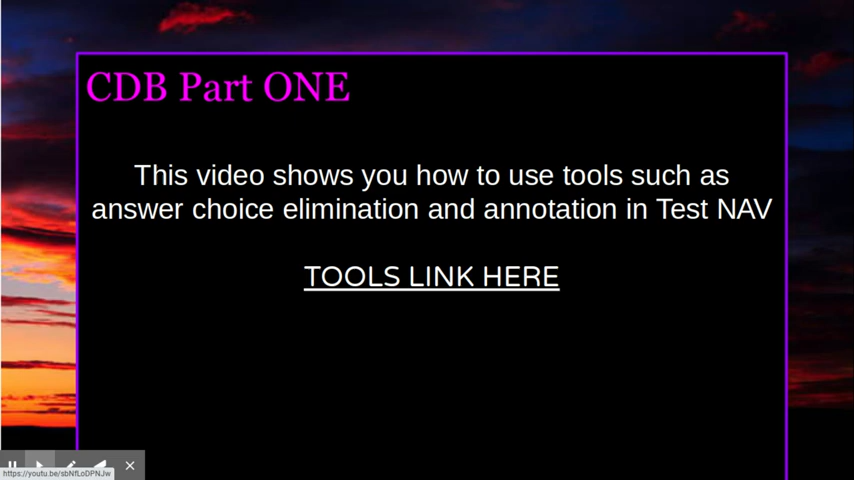 CDB Part ONE
This video shows you how to use tools such as
answer choice elimination and annotation in Test NAV
TOOLS LINK HERE
https://youtu.be/sbNfLoDPNJw